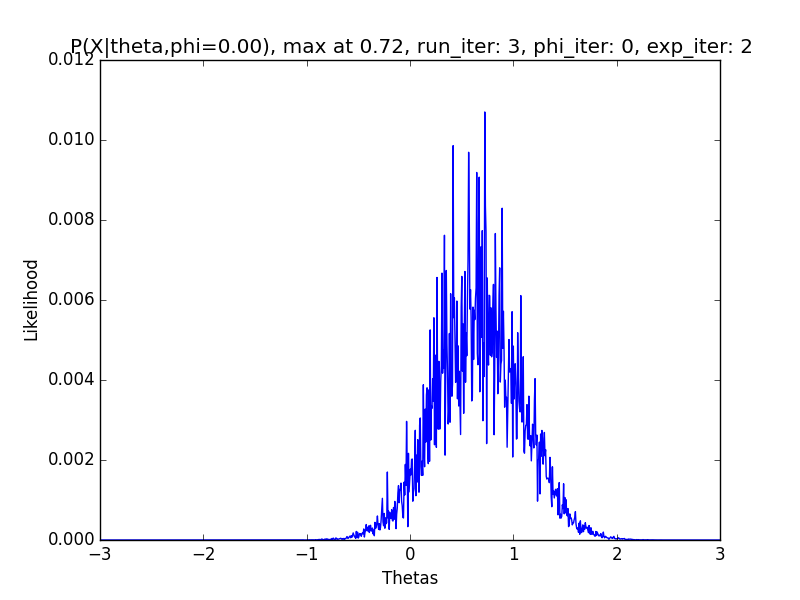 P(X|theta,phi=0.00), max at 0.72, run_iter: 3, phi_iter: 0, exp_iter: 2
0.012
0.010
0.008
0.006
0.004
0.002
0.000
Likelihood
−3 −2 −1 0 1 2 3
Thetas